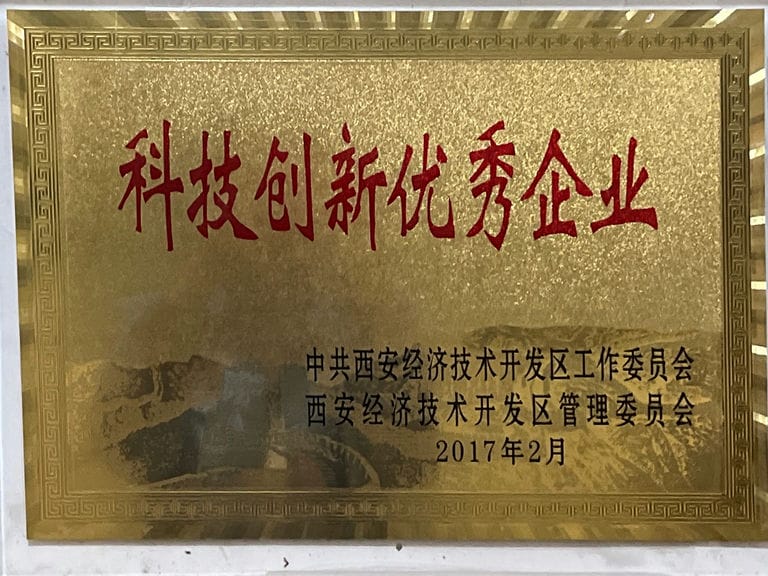 科技创新优秀企业
中共西安经济技术开发区工作委员会
西安经济技术开发区管理委员会
2017年2月